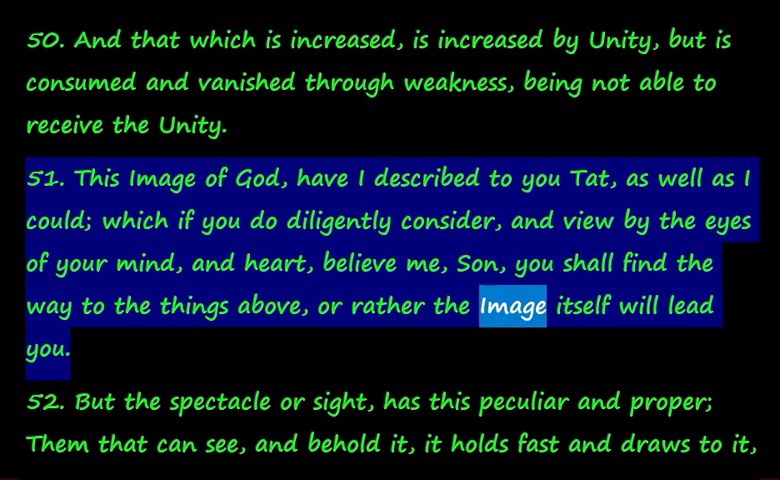 50. And that which is increased, is increased by Unity, but is
consumed and vanished through weakness, being not able to
receive the Unity.
51. This Image of God, have I described to you Tat, as well as I
could; which if you do diligently consider, and view by the eyes
of your mind, and heart, believe me, Son, you shall find the
way to the things above, or rather the Image itself will lead
you.
52. But the spectacle or sight, has this peculiar and proper;
Them that can see, and behold it, it holds fast and draws to it,